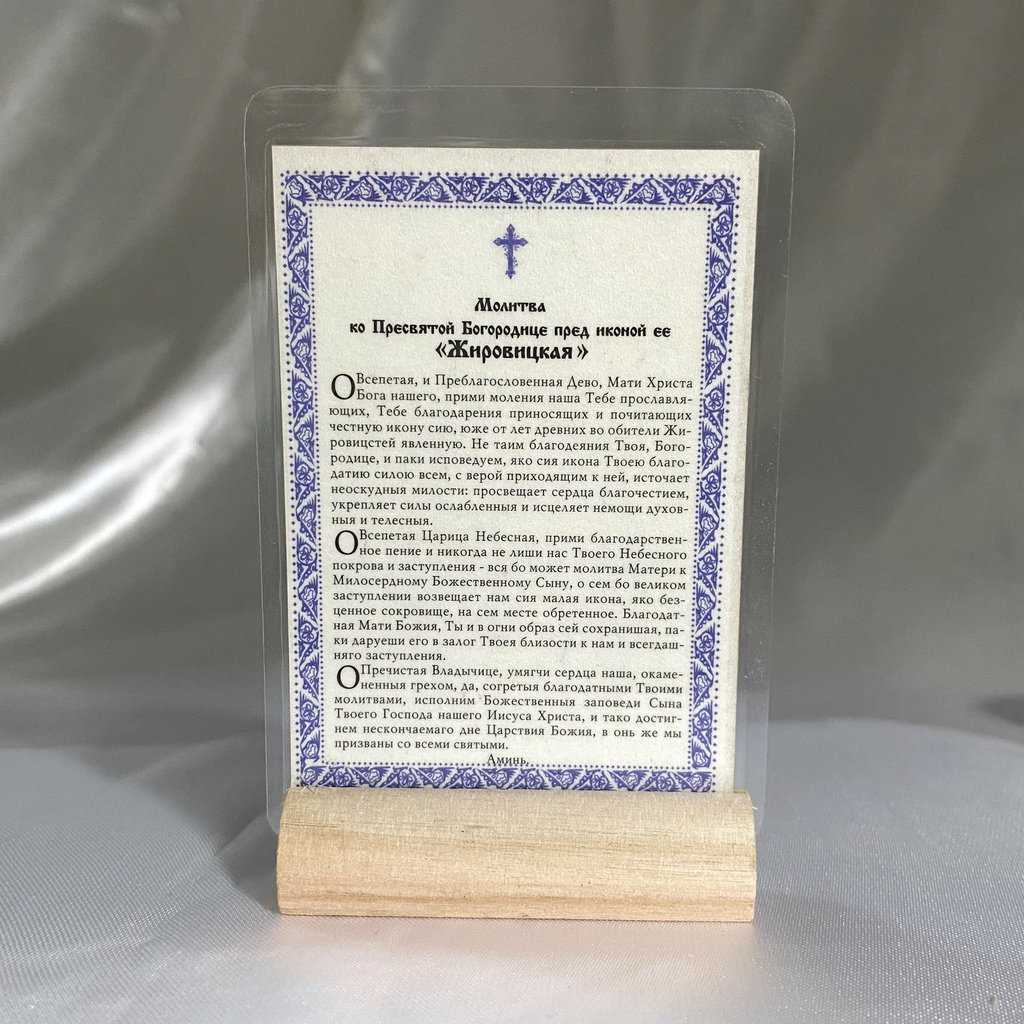 Молитва
ко Пресвятой Богородице пред иконой ее
«Жировицкая»
О Всепетая, и Преблагословенная Дево, Мати Христа
Бога нашего, прими моления наша Тебе прославля-
ющих, Тебе благодарения приносящих и почитающих
честную икону сию, юже от лет древних во обители Жи-
ровицстей явленную. Не таим благодеяния Твоя, Бого-
родице, и паки исповедуем, яко сия икона Твоею благо-
датию силою всем, с верой приходящим к ней, источает
неоскудныя милости: просвещает сердца благочестием,
укрепляет силы ослабленныя и исцеляет немощи духов-
ныя и телесныя.
О Всепетая Царица Небесная, прими благодарствен-
ное пение и никогда не лиши нас Твоего Небесного
покрова и заступления - вся бо может молитва Матери к
Милосердному Божественному Сыну, о сем бо великом
заступлении возвещает нам сия малая икона, яко без-
ценное сокровище, на сем месте обретенное. Благодат-
ная Мати Божия, Ты и в огни образ сей сохранишая, па-
ки даруеши его в залог Твоея близости к нам и всегдаш-
няго заступления.
О Пречистая Владычице, умягчи сердца наша, окаме-
ненныя грехом, да, согретыя благодатными Твоими
молитвами, исполним Божественныя заповеди Сына
Твоего Господа нашего Иисуса Христа, и тако достиг-
нем нескончаемаго дне Царствия Божия, в онь же мы
призваны со всеми святыми.
Аминь.